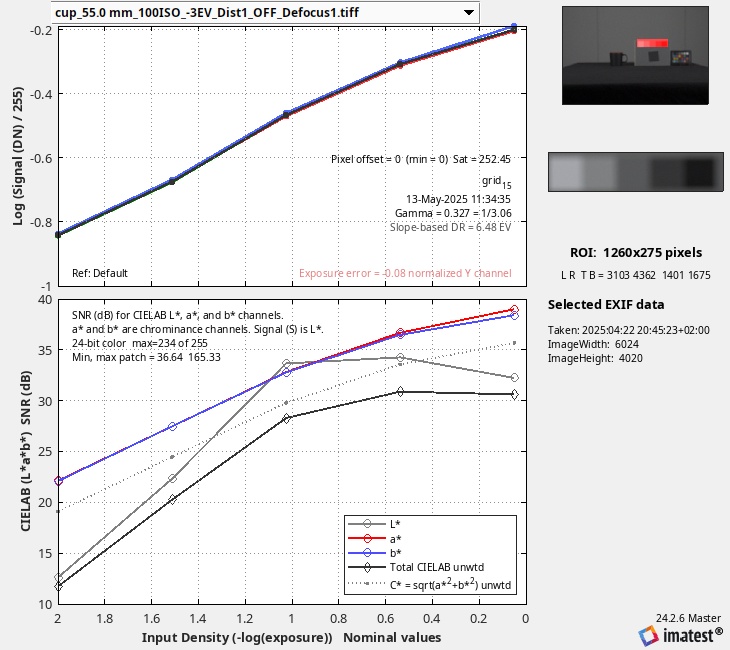 cup_55.0 mm_100ISO_-3EV_Dist1_OFF_Defocus1.tiff
Log (Signal (DN) / 255)
-0.2
-0.4
-0.6
-0.8
-1
Pixel offset = 0  (min = 0)  Sat = 252.45
grid15
13-May-2025 11:34:35
Gamma = 0.327 = 1/3.06
Slope-based DR = 6.48 EV
Ref: Default
Exposure error = -0.08 normalized Y channel
CIELAB (L*a*b*)  SNR (dB)
40
35
30
25
20
15
10
SNR (dB) for CIELAB L*, a*, and b* channels.
a* and b* are chrominance channels. Signal (S) is L*.
24-bit color  max=234 of 255
Min, max patch = 36.64  165.33
L*
a*
b*
Total CIELAB unwtd
C* = sqrt(a*2+b*2) unwtd
2 1.8 1.6 1.4 1.2 1 0.8 0.6 0.4 0.2 0
Input Density (-log(exposure))   Nominal values
ROI:  1260x275 pixels
L R  T B = 3103 4362  1401 1675
Selected EXIF data
Taken: 2025:04:22 20:45:23+02:00
ImageWidth:  6024
ImageHeight:  4020
24.2.6 Master
imatest®